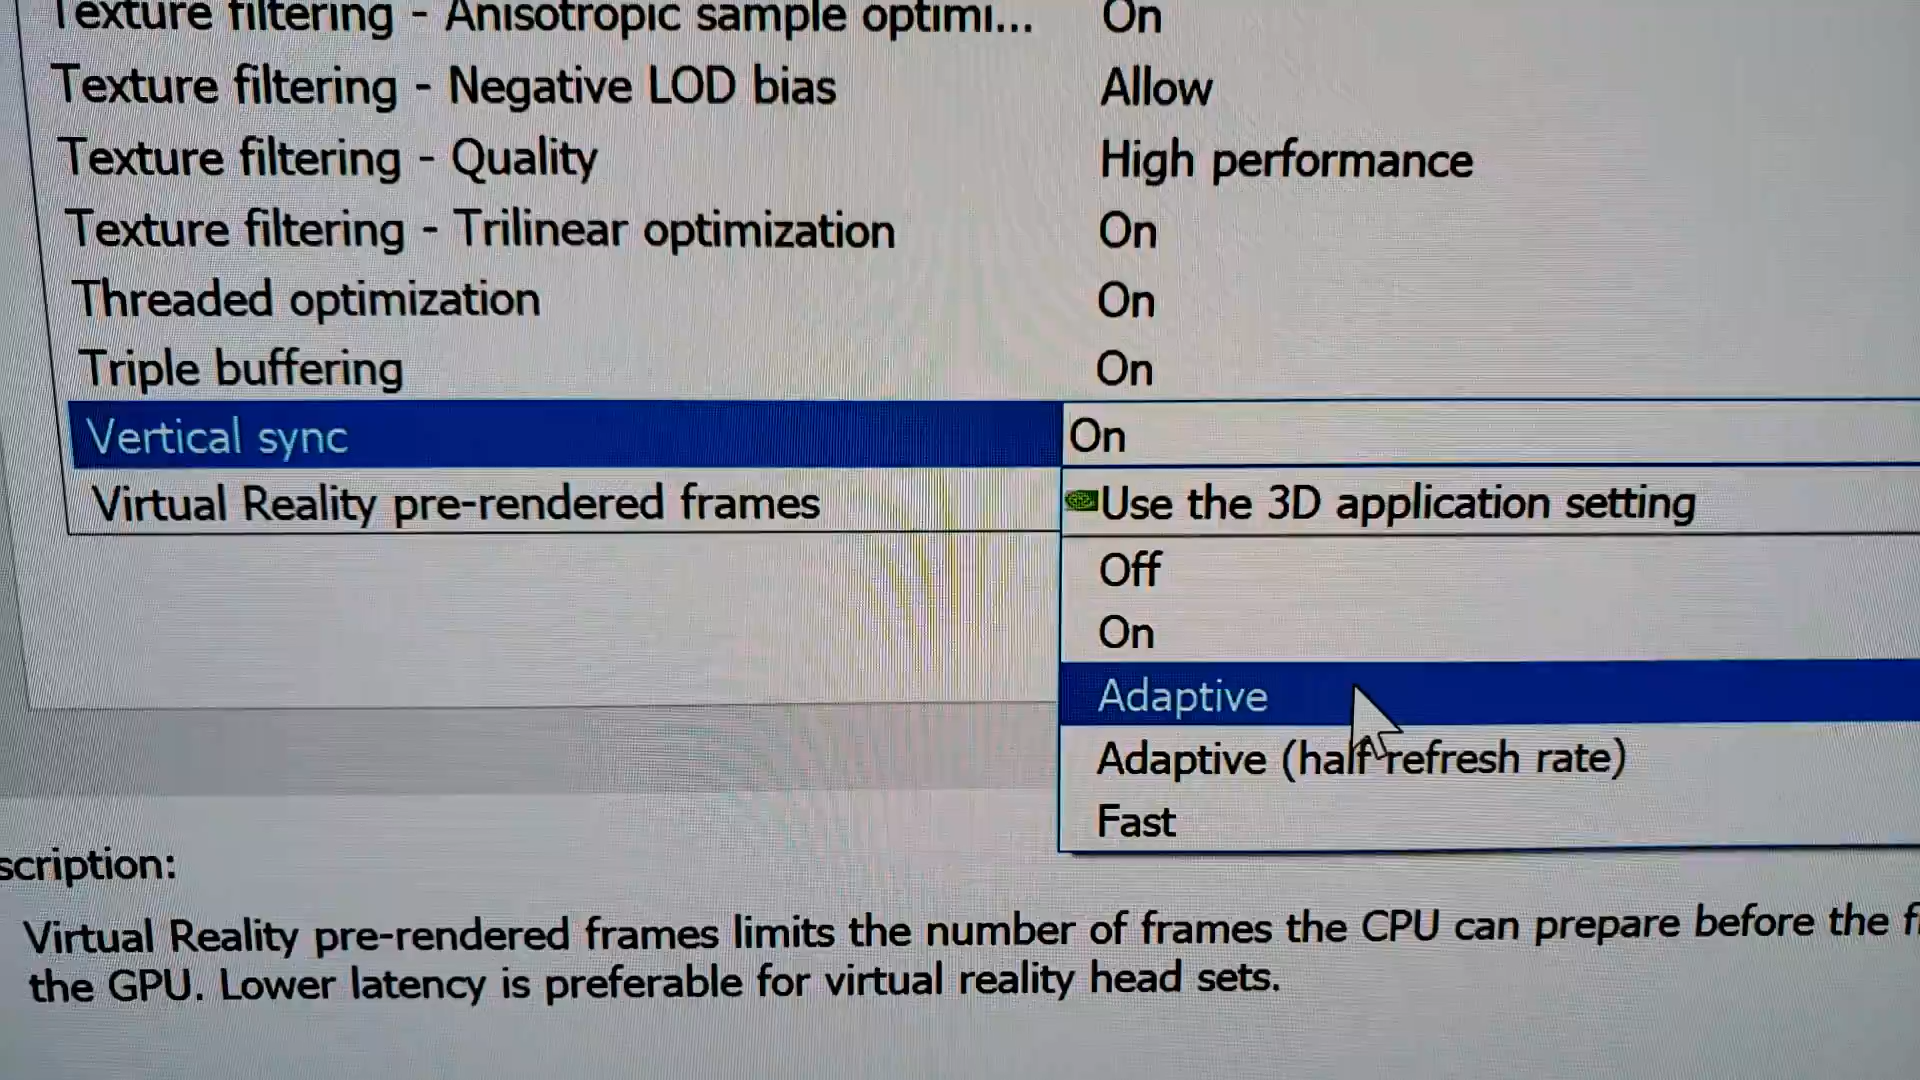 Texture filtering - Anisotropic sample optimi... On
Texture filtering - Negative LOD bias Allow
Texture filtering - Quality High performance
Texture filtering - Trilinear optimization On
Threaded optimization On
Triple buffering On
Vertical sync On
Virtual Reality pre-rendered frames Use the 3D application setting
Off
On
Adaptive
Adaptive (half refresh rate)
Fast
scription:
Virtual Reality pre-rendered frames limits the number of frames the CPU can prepare before the
the GPU. Lower latency is preferable for virtual reality head sets.